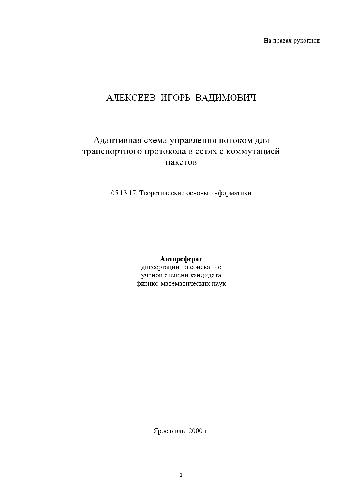 На правах рукописи
АЛЕКСЕЕВ ИГОРЬ ВАДИМОВИЧ
Адаптивная схема управления потоком для
транспортного протокола в сетях с коммутацией
пакетов
05.13.17 Теоретические основы информатики
Автореферат
диссертации на соискание
ученой степени кандидата
физико-математических наук
Ярославль 2000 г.
1